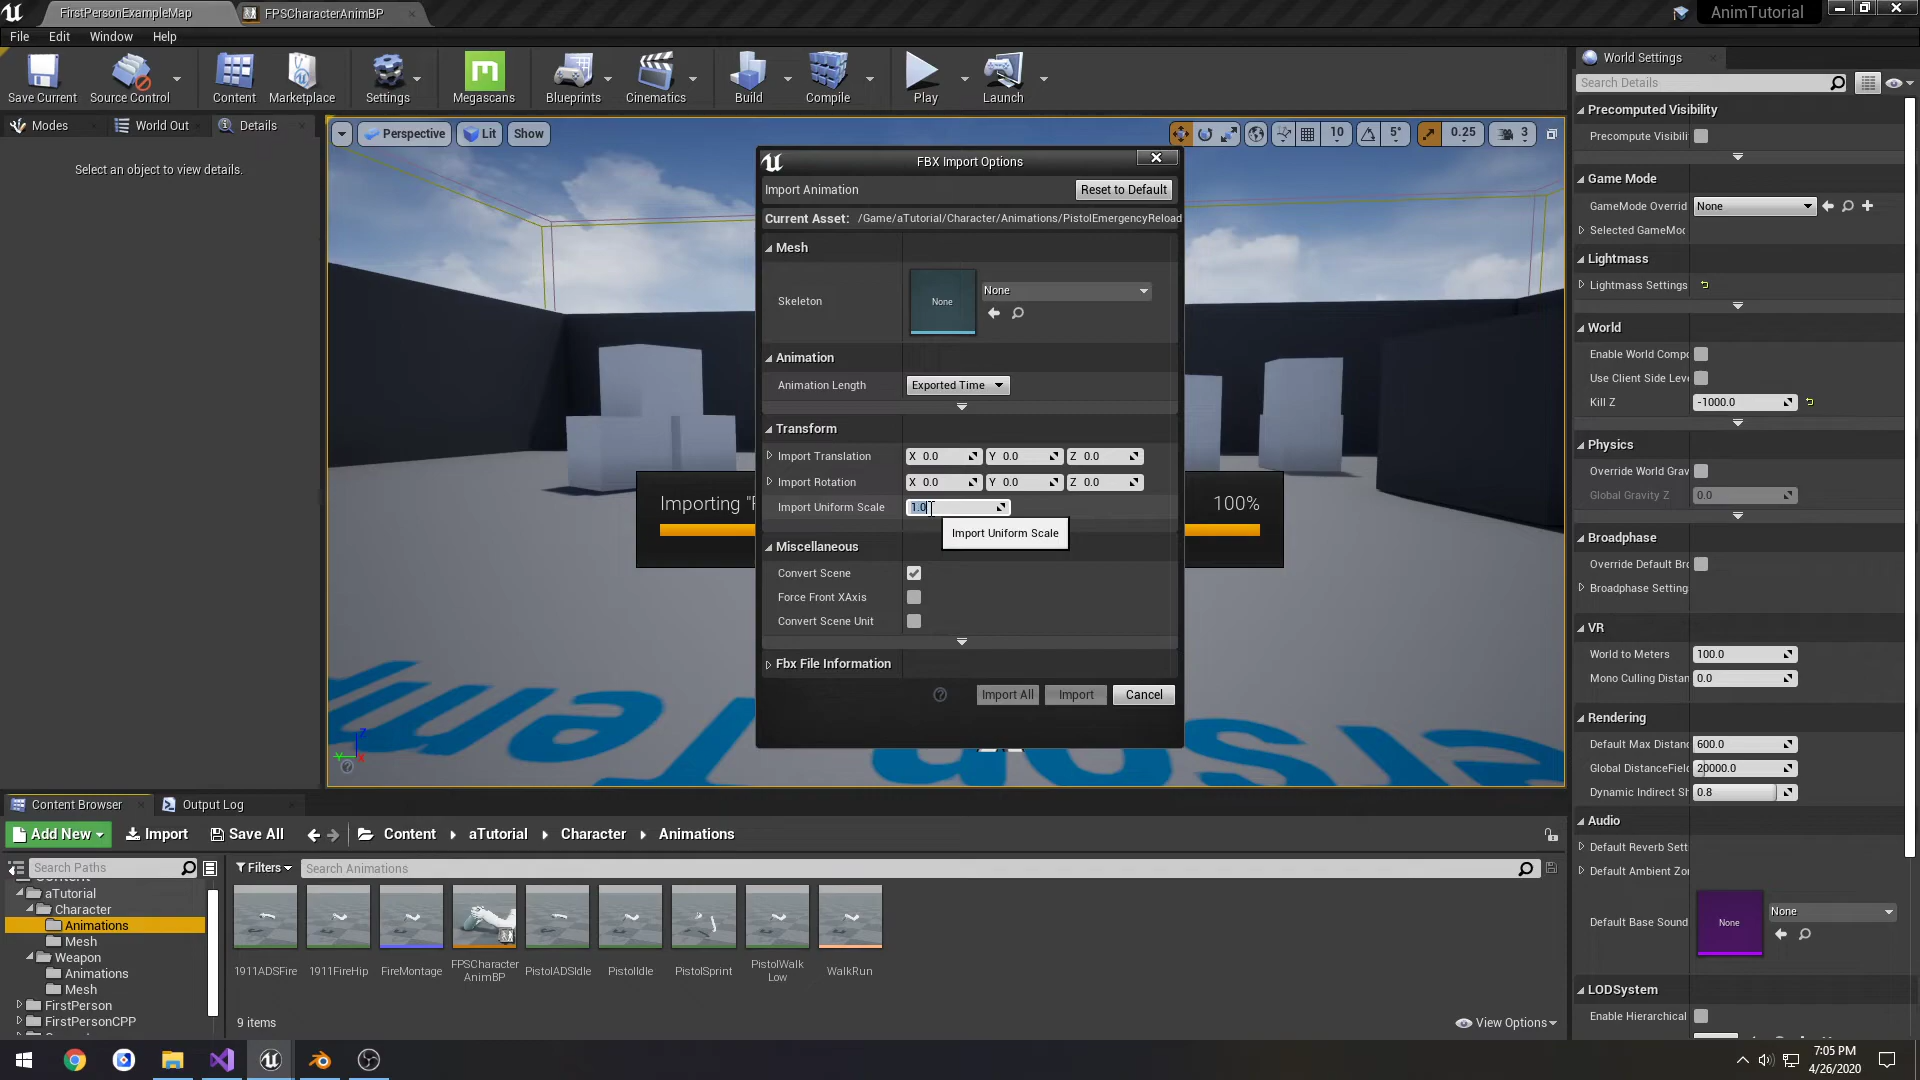 FirstPersonExampleMap
FPSCharacterAnimBP
AnimTutorial
File Edit Window Help
Save Current
Source Control
Content
Marketplace
Settings
Megascans
Blueprints
Cinematics
Build
Compile
Play
Launch
Modes
World Out
Details
Select an object to view details.
Perspective
Lit
Show
10
5°
0.25
3
FBX Import Options
Import Animation
Reset to Default
Current Asset: /Game/aTutorial/Character/Animations/PistolEmergencyReload
Mesh
Skeleton
None
None
Animation
Animation Length
Exported Time
Transform
Import Translation X 0.0 Y 0.0 Z 0.0
Import Rotation X 0.0 Y 0.0 Z 0.0
Import Uniform Scale 1.0
Import Uniform Scale
Miscellaneous
Convert Scene
Force Front XAxis
Convert Scene Unit
Fbx File Information
Import All
Import
Cancel
Importing "
100%
World Settings
Search Details
Precomputed Visibility
Precompute Visibili
Game Mode
GameMode Overrid None
Selected GameMoc
Lightmass
Lightmass Settings
World
Enable World Compo
Use Client Side Leve
Kill Z -1000.0
Physics
Override World Grav
Global Gravity Z 0.0
Broadphase
Override Default Bro
Broadphase Setting
VR
World to Meters 100.0
Mono Culling Distan 0.0
Rendering
Default Max Distanc 600.0
Global DistanceField 20000.0
Dynamic Indirect Sh 0.8
Audio
Default Reverb Sett
Default Ambient Zon
Default Base Sound
None
None
LODSystem
Enable Hierarchical
Content Browser
Output Log
Add New
Import
Save All
Content
aTutorial
Character
Animations
Search Paths
Filters
Search Animations
aTutorial
Character
Animations
Mesh
Weapon
Animations
Mesh
FirstPerson
FirstPersonCPP
1911ADSFire
1911FireHip
FireMontage
FPSCharacter
AnimBP
PistolADSIdle
PistolIdle
PistolSprint
PistolWalk
Low
WalkRun
9 items
View Options
7:05 PM
4/26/2020